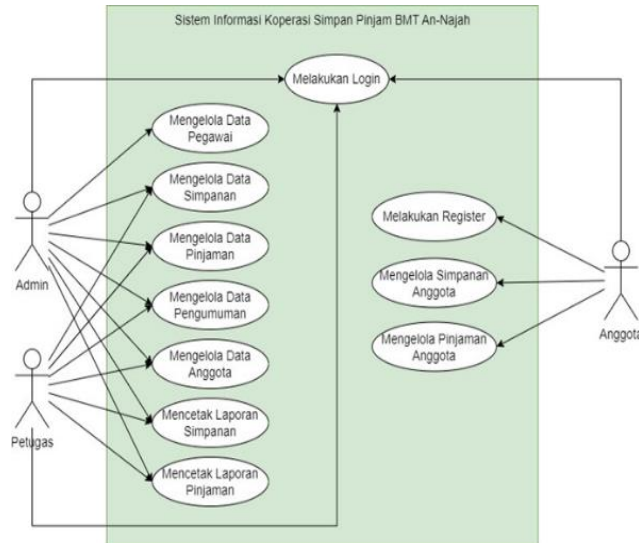 Sistem Informasi Koperasi Simpan Pinjam BMT An-Najah
Melakukan Login
Mengelola Data
Pegawai
Mengelola Data
Simpanan
Mengelola Data
Pinjaman
Mengelola Data
Pengumuman
Mengelola Data
Anggota
Mencetak Laporan
Simpanan
Mencetak Laporan
Pinjaman
Admin
Petugas
Melakukan Register
Mengelola Simpanan
Anggota
Mengelola Pinjaman
Anggota
Anggota